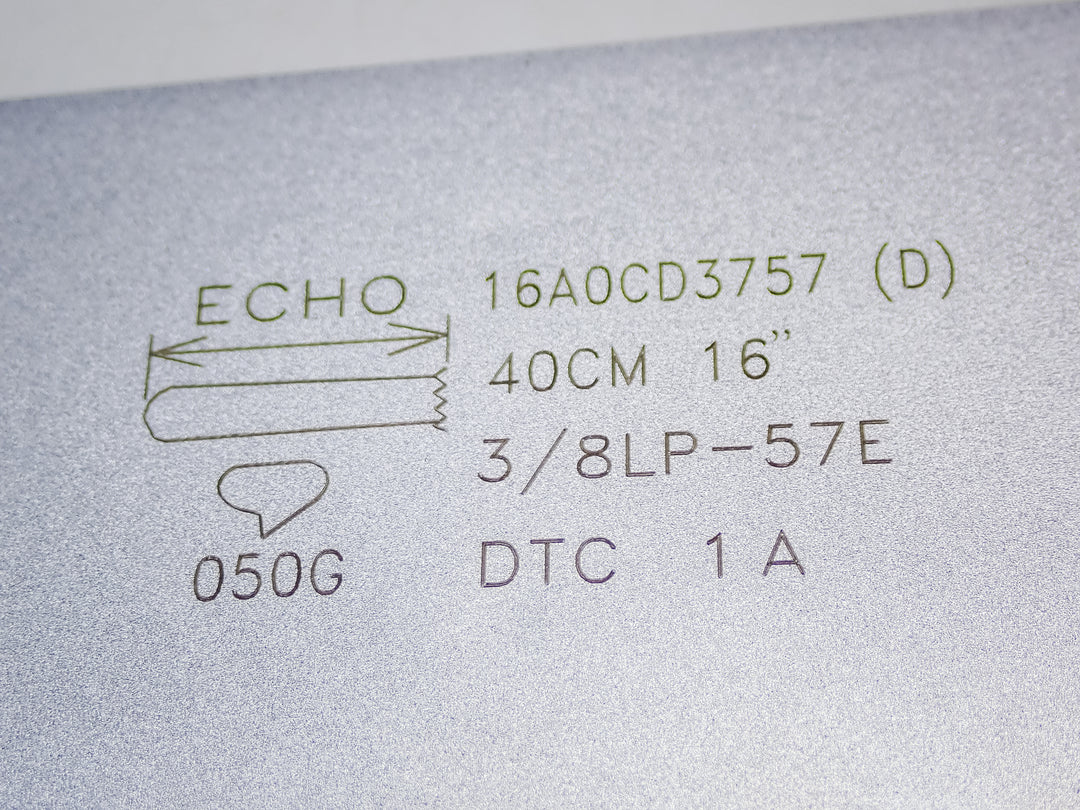 ECHO 16A0CD3757 (D)
40CM 16”
3/8LP-57E
050G DTC 1A